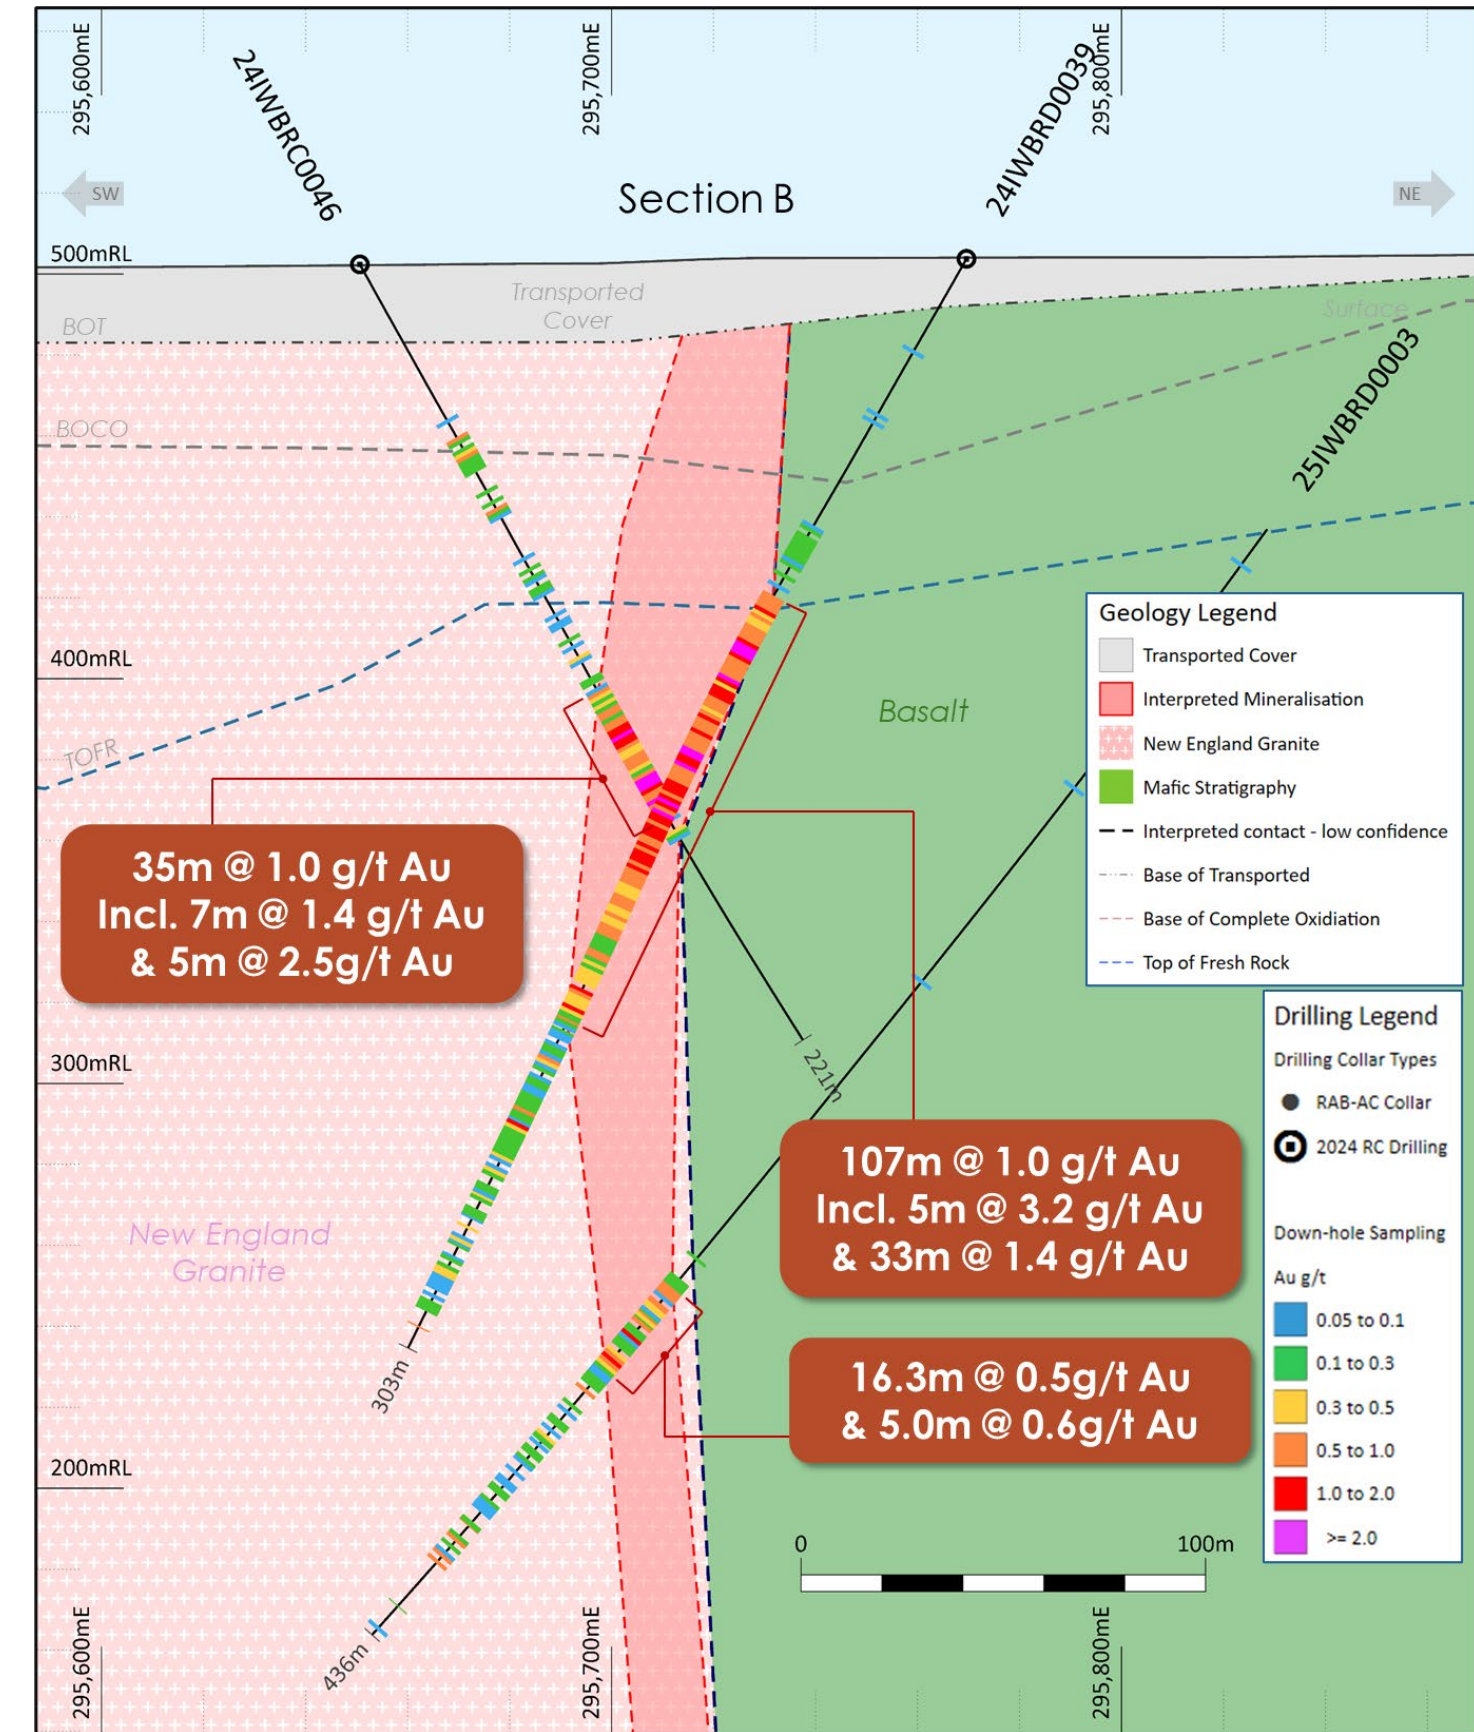 295,600mE
295,700mE
295,800mE
24IWBRC0046
24IWBRD0039
SW
Section B
NE
500mRL
Transported
Cover
BOT
Surface
25IWBRD0003
BOCO
400mRL
TOFR
Basalt
Geology Legend
Transported Cover
Interpreted Mineralisation
New England Granite
Mafic Stratigraphy
Interpreted contact - low confidence
Base of Transported
Base of Complete Oxidiation
Top of Fresh Rock
35m @ 1.0 g/t Au
Incl. 7m @ 1.4 g/t Au
& 5m @ 2.5g/t Au
300mRL
221m
Drilling Legend
Drilling Collar Types
RAB-AC Collar
2024 RC Drilling
Down-hole Sampling
Au g/t
0.05 to 0.1
0.1 to 0.3
0.3 to 0.5
0.5 to 1.0
1.0 to 2.0
>= 2.0
107m @ 1.0 g/t Au
Incl. 5m @ 3.2 g/t Au
& 33m @ 1.4 g/t Au
New England
Granite
303m
16.3m @ 0.5g/t Au
& 5.0m @ 0.6g/t Au
200mRL
0
100m
436m
295,600mE
295,700mE
295,800mE